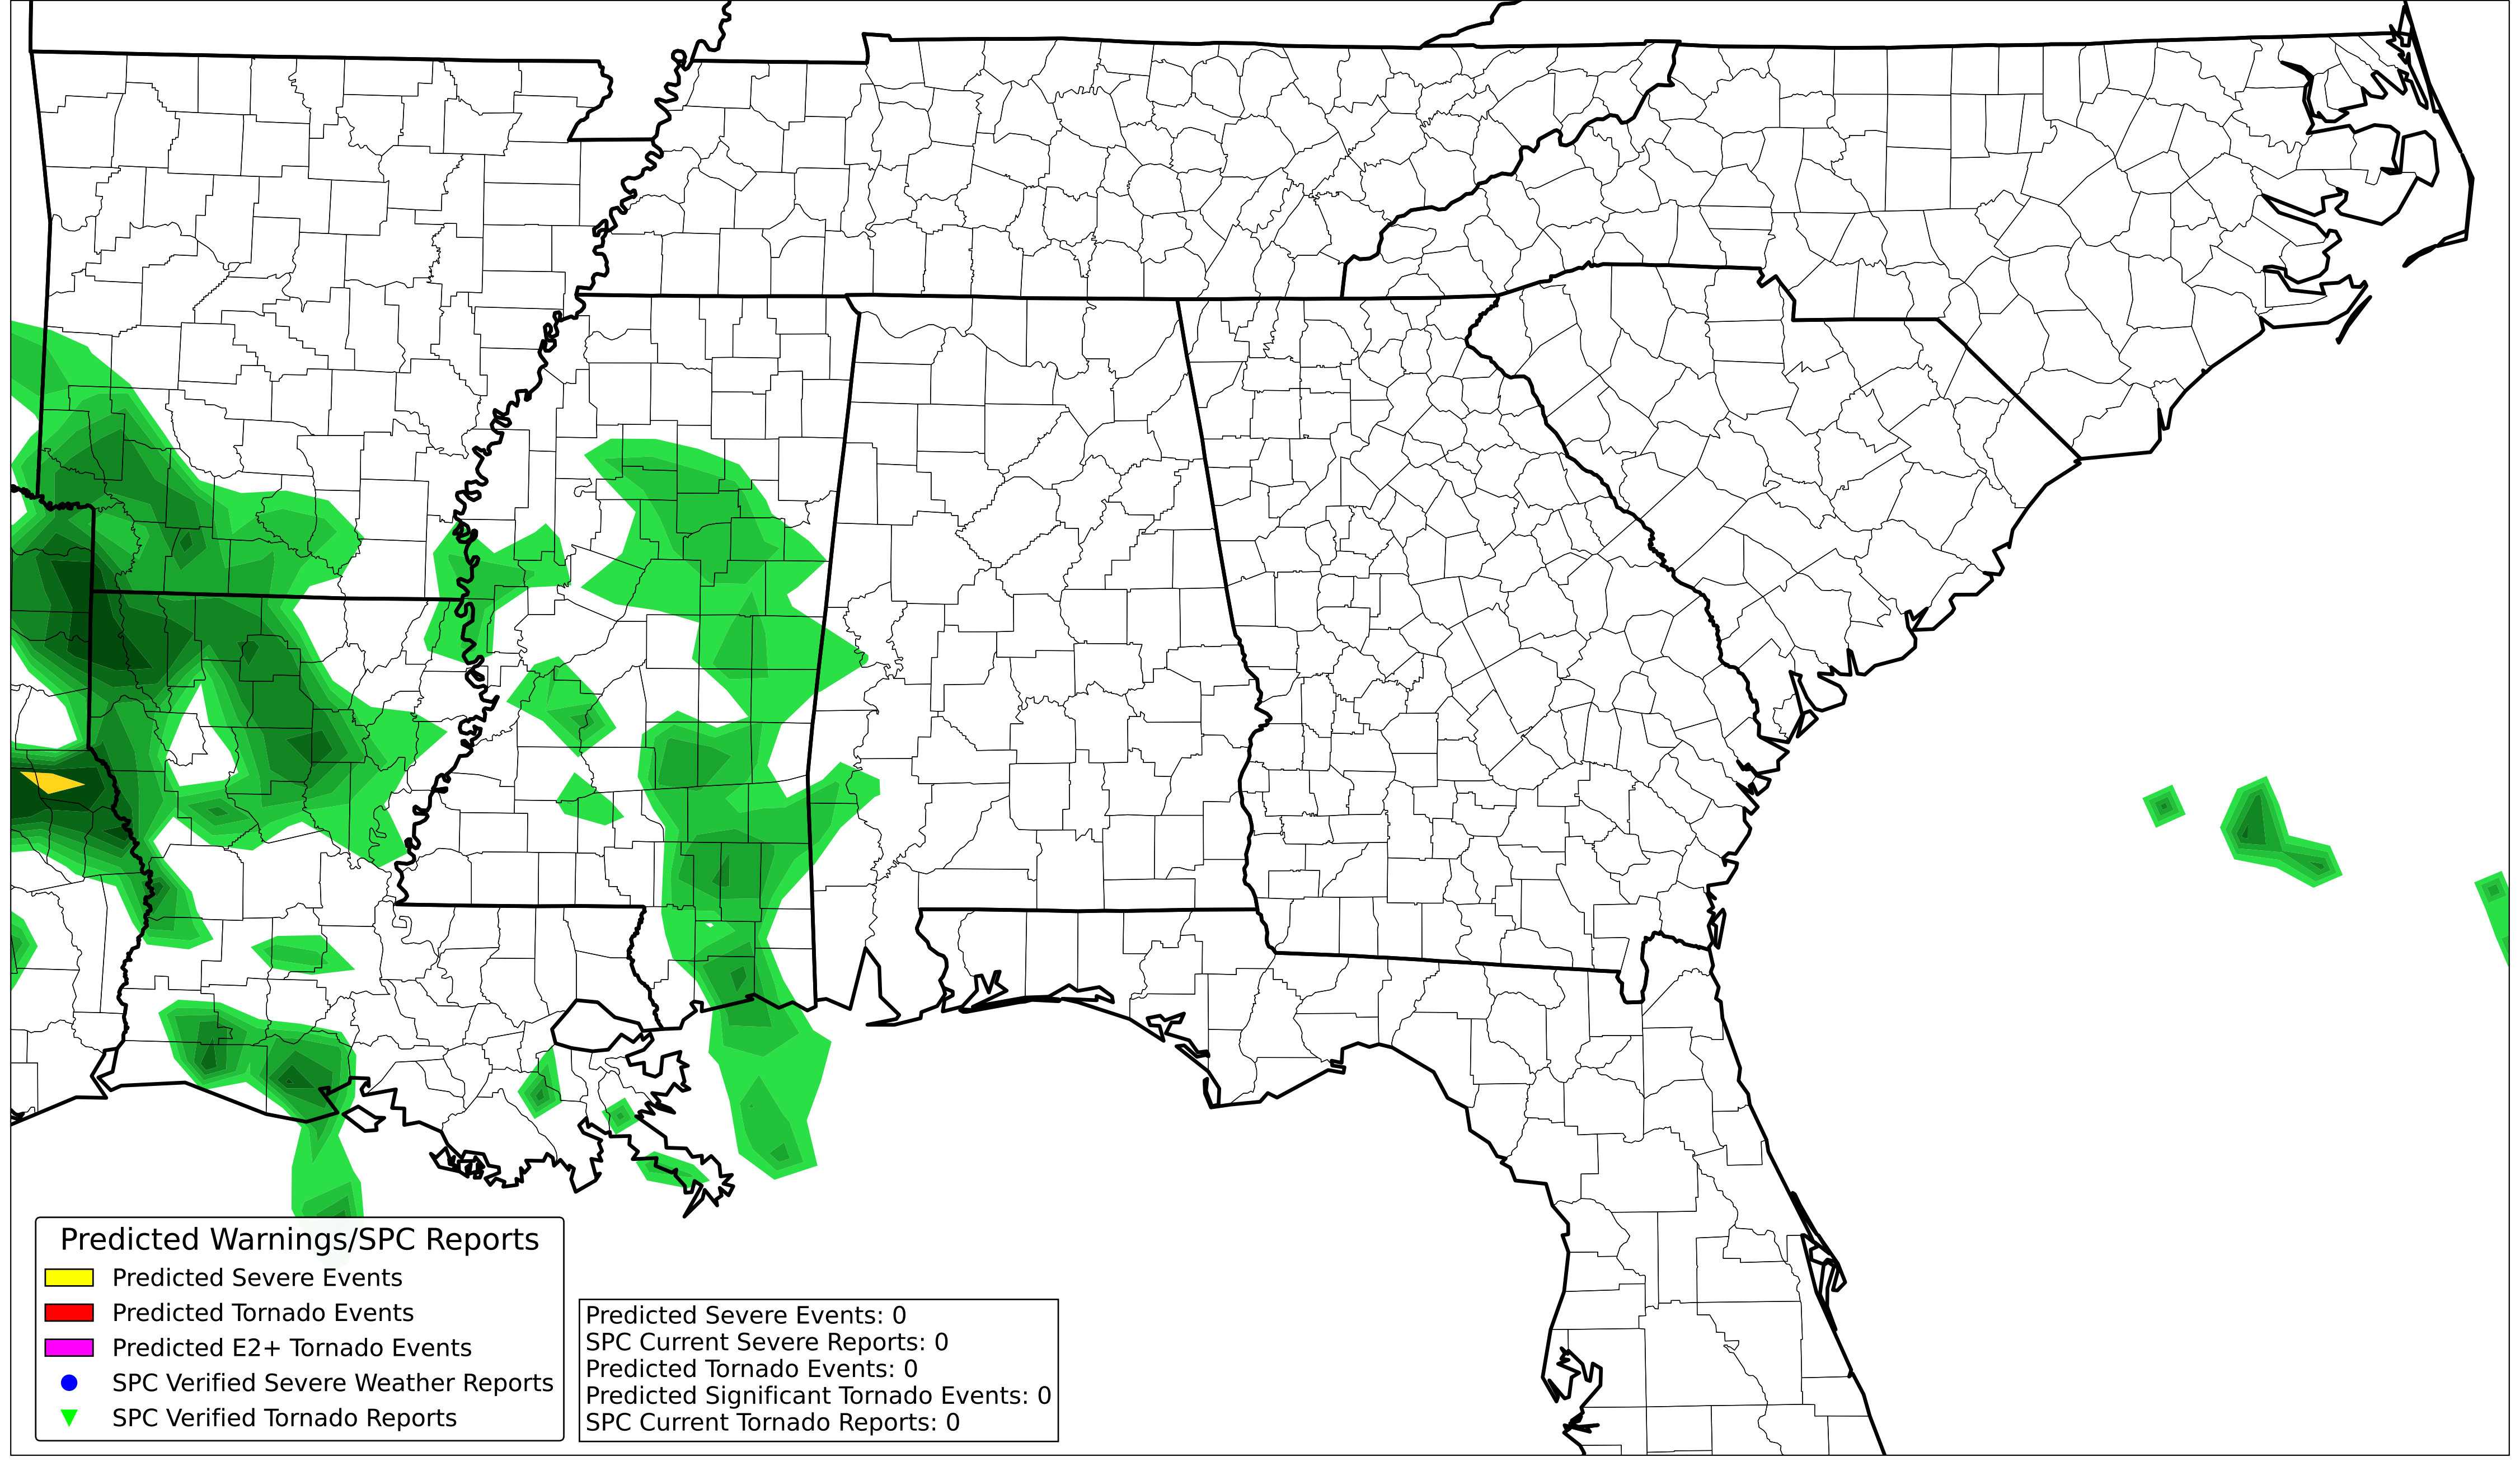 Predicted Warnings/SPC Reports
Predicted Severe Events
Predicted Tornado Events
Predicted E2+ Tornado Events
SPC Verified Severe Weather Reports
SPC Verified Tornado Reports
Predicted Severe Events: 0
SPC Current Severe Reports: 0
Predicted Tornado Events: 0
Predicted Significant Tornado Events: 0
SPC Current Tornado Reports: 0